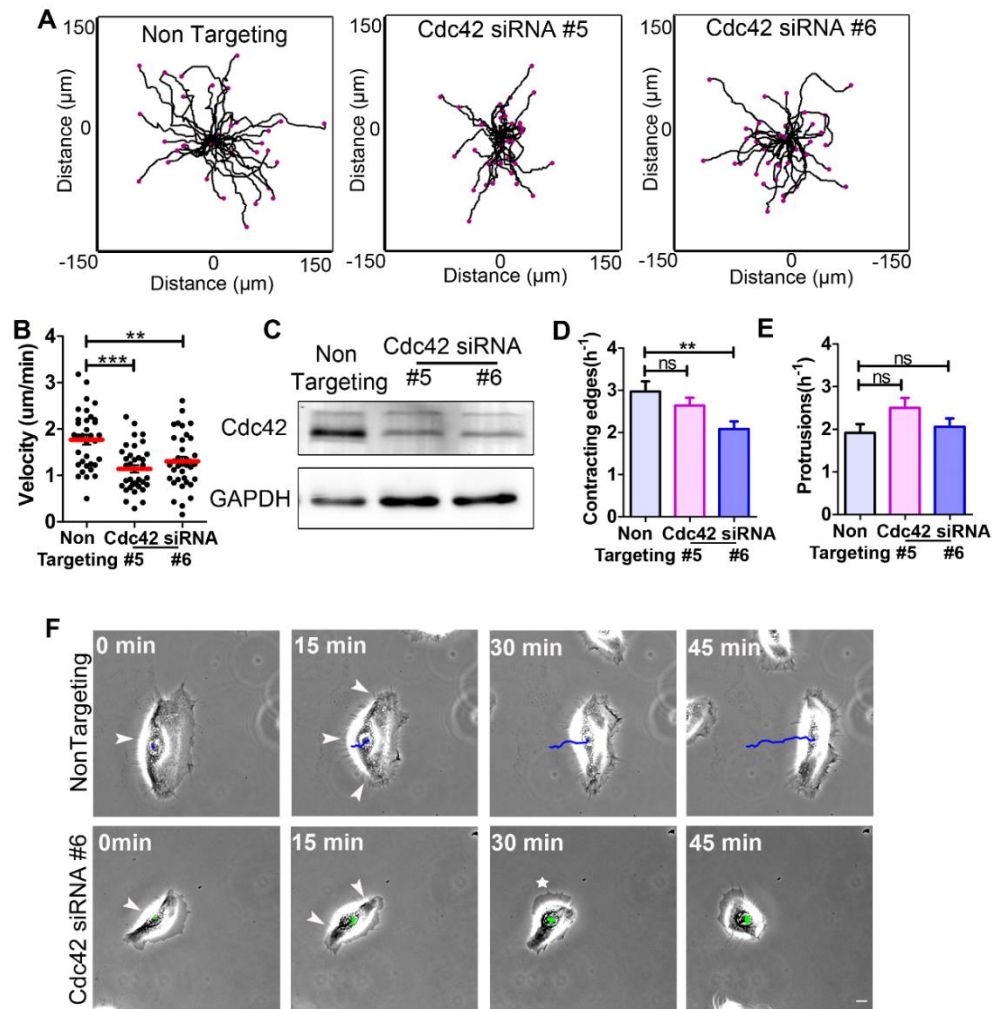 A
150
Non Targeting
Distance (µm)
0
-150
-150
0
150
Distance (µm)
150
Cdc42 siRNA #5
Distance (µm)
0
-150
0
150
Distance (µm)
150
Cdc42 siRNA #6
Distance (µm)
0
-150
0
-150
Distance (µm)
B
Velocity (um/min)
4
3
2
1
0
**
***
Non
Targeting
Cdc42 siRNA
#5
#6
C
Non
Targeting
Cdc42 siRNA
#5
#6
Cdc42
GAPDH
D
Contracting edges(h-1)
4
3
2
1
0
**
ns
Non
Targeting
Cdc42 siRNA
#5
#6
E
Protrusions(h-1)
4
3
2
1
0
ns
ns
Non
Targeting
Cdc42 siRNA
#5
#6
F
NonTargeting
0 min
15 min
30 min
45 min
Cdc42 siRNA #6
0min
15 min
30 min
45 min